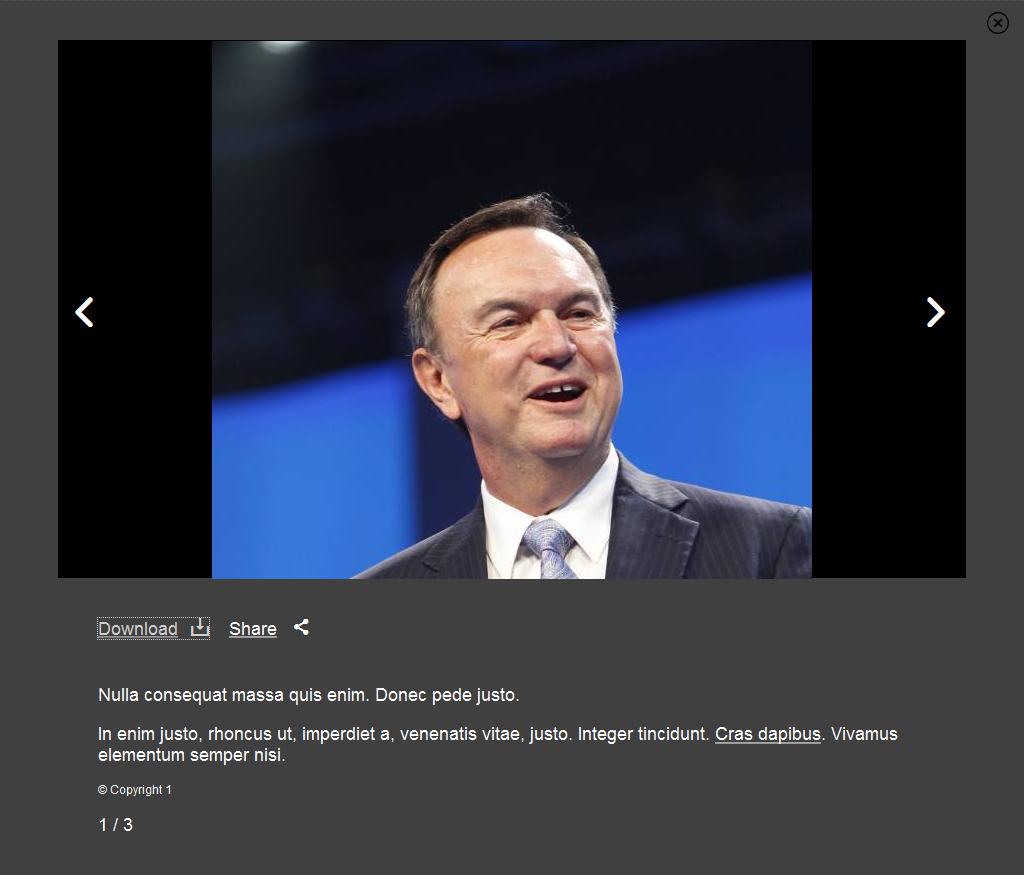 Download Share
Nulla consequat massa quis enim. Donec pede justo.
In enim justo, rhoncus ut, imperdiet a, venenatis vitae, justo. Integer tincidunt. Cras dapibus. Vivamus
elementum semper nisi.
© Copyright 1
1 / 3